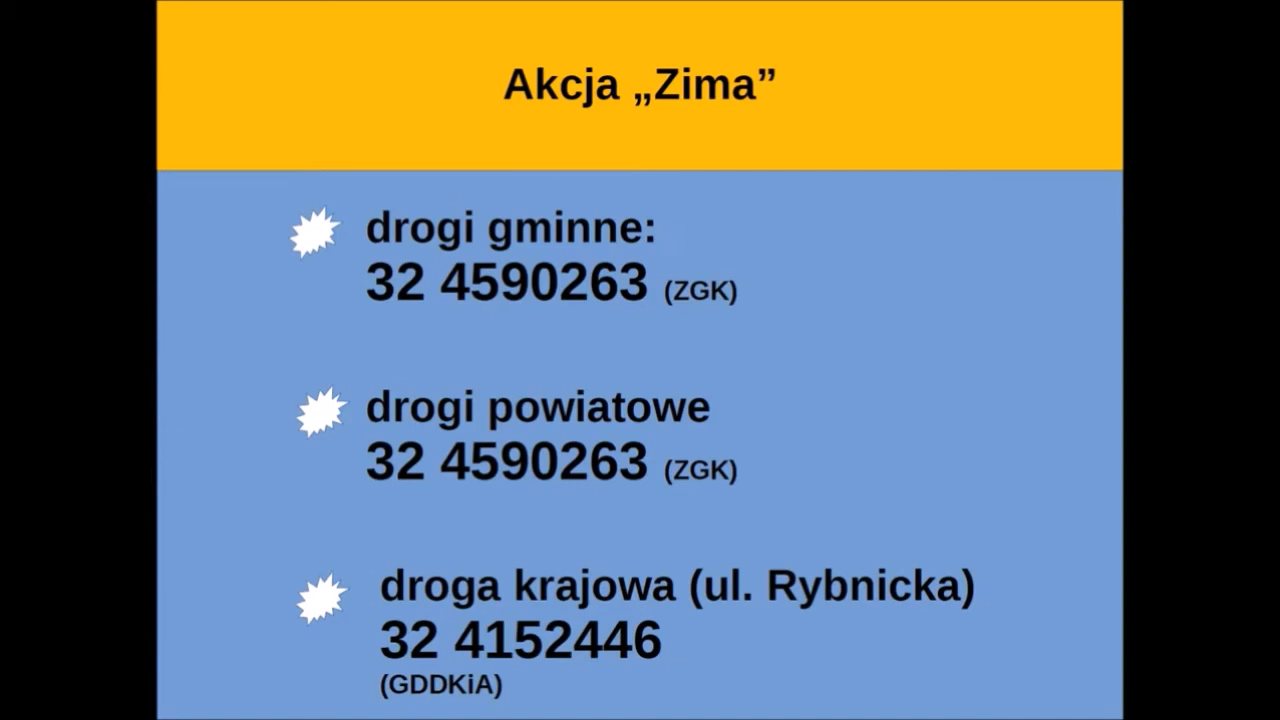 Akcja „Zima”
drogi gminne:
32 4590263 (ZGK)
drogi powiatowe
32 4590263 (ZGK)
droga krajowa (ul. Rybnicka)
32 4152446
(GDDKiA)